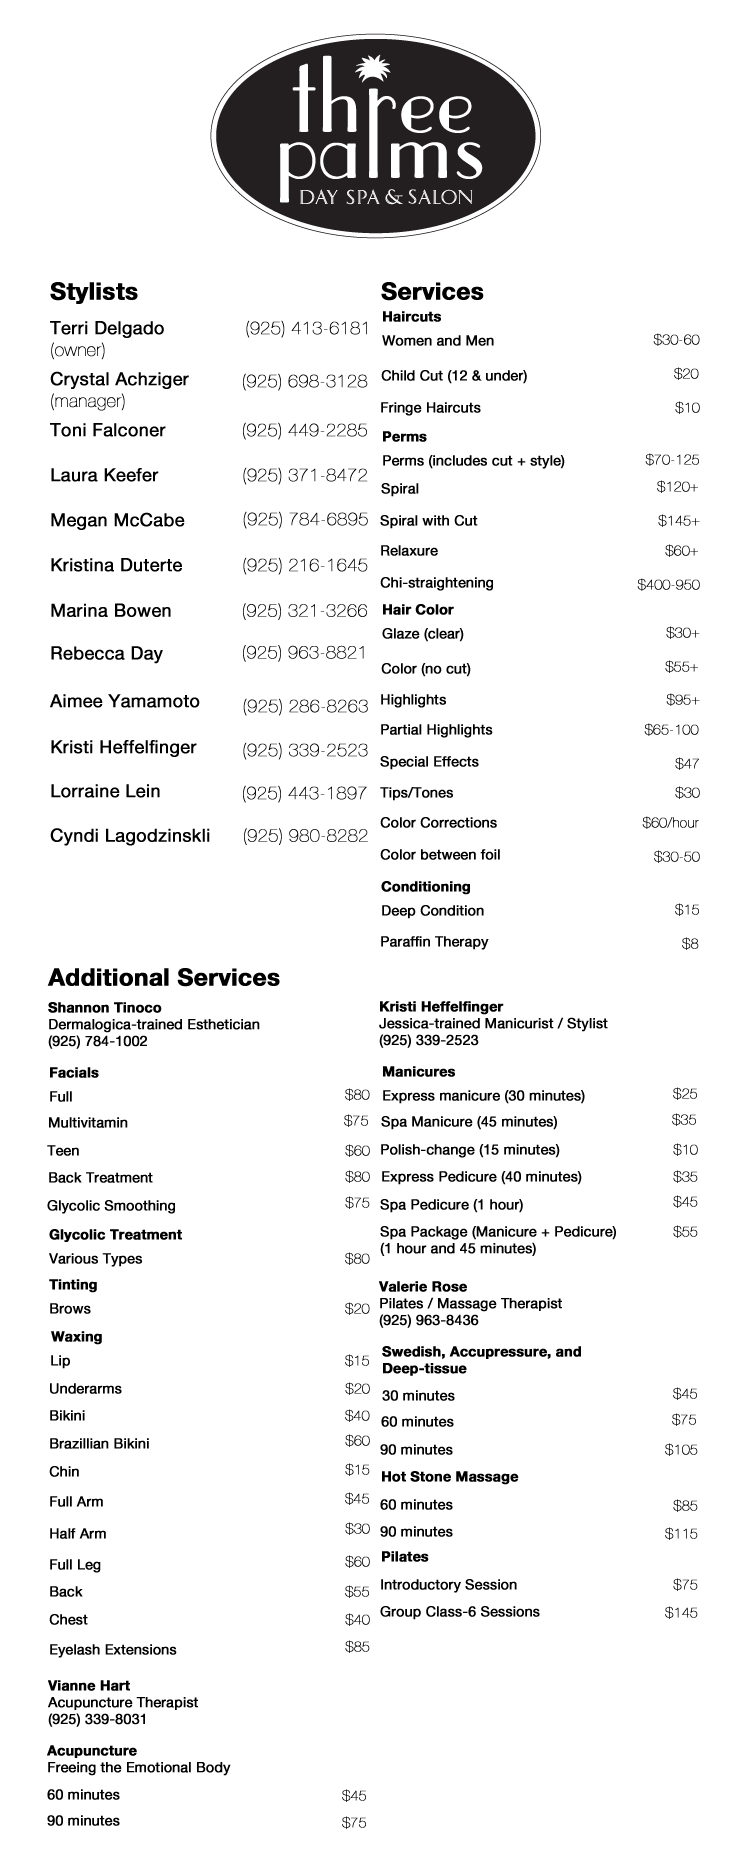 three
palms
DAY SPA & SALON
Stylists
Terri Delgado (925) 413-6181
(owner)
Crystal Achziger (925) 698-3128
(manager)
Toni Falconer (925) 449-2285
Laura Keefer (925) 371-8472
Megan McCabe (925) 784-6895
Kristina Duterte (925) 216-1645
Marina Bowen (925) 321-3266
Rebecca Day (925) 963-8821
Aimee Yamamoto (925) 286-8263
Kristi Heffelfinger (925) 339-2523
Lorraine Lein (925) 443-1897
Cyndi Lagodzinskli (925) 980-8282
Services
Haircuts
Women and Men $30-60
Child Cut (12 & under) $20
Fringe Haircuts $10
Perms
Perms (includes cut + style) $70-125
Spiral $120+
Spiral with Cut $145+
Relaxure $60+
Chi-straightening $400-950
Hair Color
Glaze (clear) $30+
Color (no cut) $55+
Highlights $95+
Partial Highlights $65-100
Special Effects $47
Tips/Tones $30
Color Corrections $60/hour
Color between foil $30-50
Conditioning
Deep Condition $15
Paraffin Therapy $8
Additional Services
Shannon Tinoco
Dermalogica-trained Esthetician
(925) 784-1002
Facials
Full $80
Multivitamin $75
Teen $60
Back Treatment $80
Glycolic Smoothing $75
Glycolic Treatment
Various Types $80
Tinting
Brows $20
Waxing
Lip $15
Underarms $20
Bikini $40
Brazillian Bikini $60
Chin $15
Full Arm $45
Half Arm $30
Full Leg $60
Back $55
Chest $40
Eyelash Extensions $85
Vianne Hart
Acupuncture Therapist
(925) 339-8031
Acupuncture
Freeing the Emotional Body
60 minutes $45
90 minutes $75
Kristi Heffelfinger
Jessica-trained Manicurist / Stylist
(925) 339-2523
Manicures
Express manicure (30 minutes) $25
Spa Manicure (45 minutes) $35
Polish-change (15 minutes) $10
Express Pedicure (40 minutes) $35
Spa Pedicure (1 hour) $45
Spa Package (Manicure + Pedicure) $55
(1 hour and 45 minutes)
Valerie Rose
Pilates / Massage Therapist
(925) 963-8436
Swedish, Accupressure, and
Deep-tissue
30 minutes $45
60 minutes $75
90 minutes $105
Hot Stone Massage
60 minutes $85
90 minutes $115
Pilates
Introductory Session $75
Group Class-6 Sessions $145